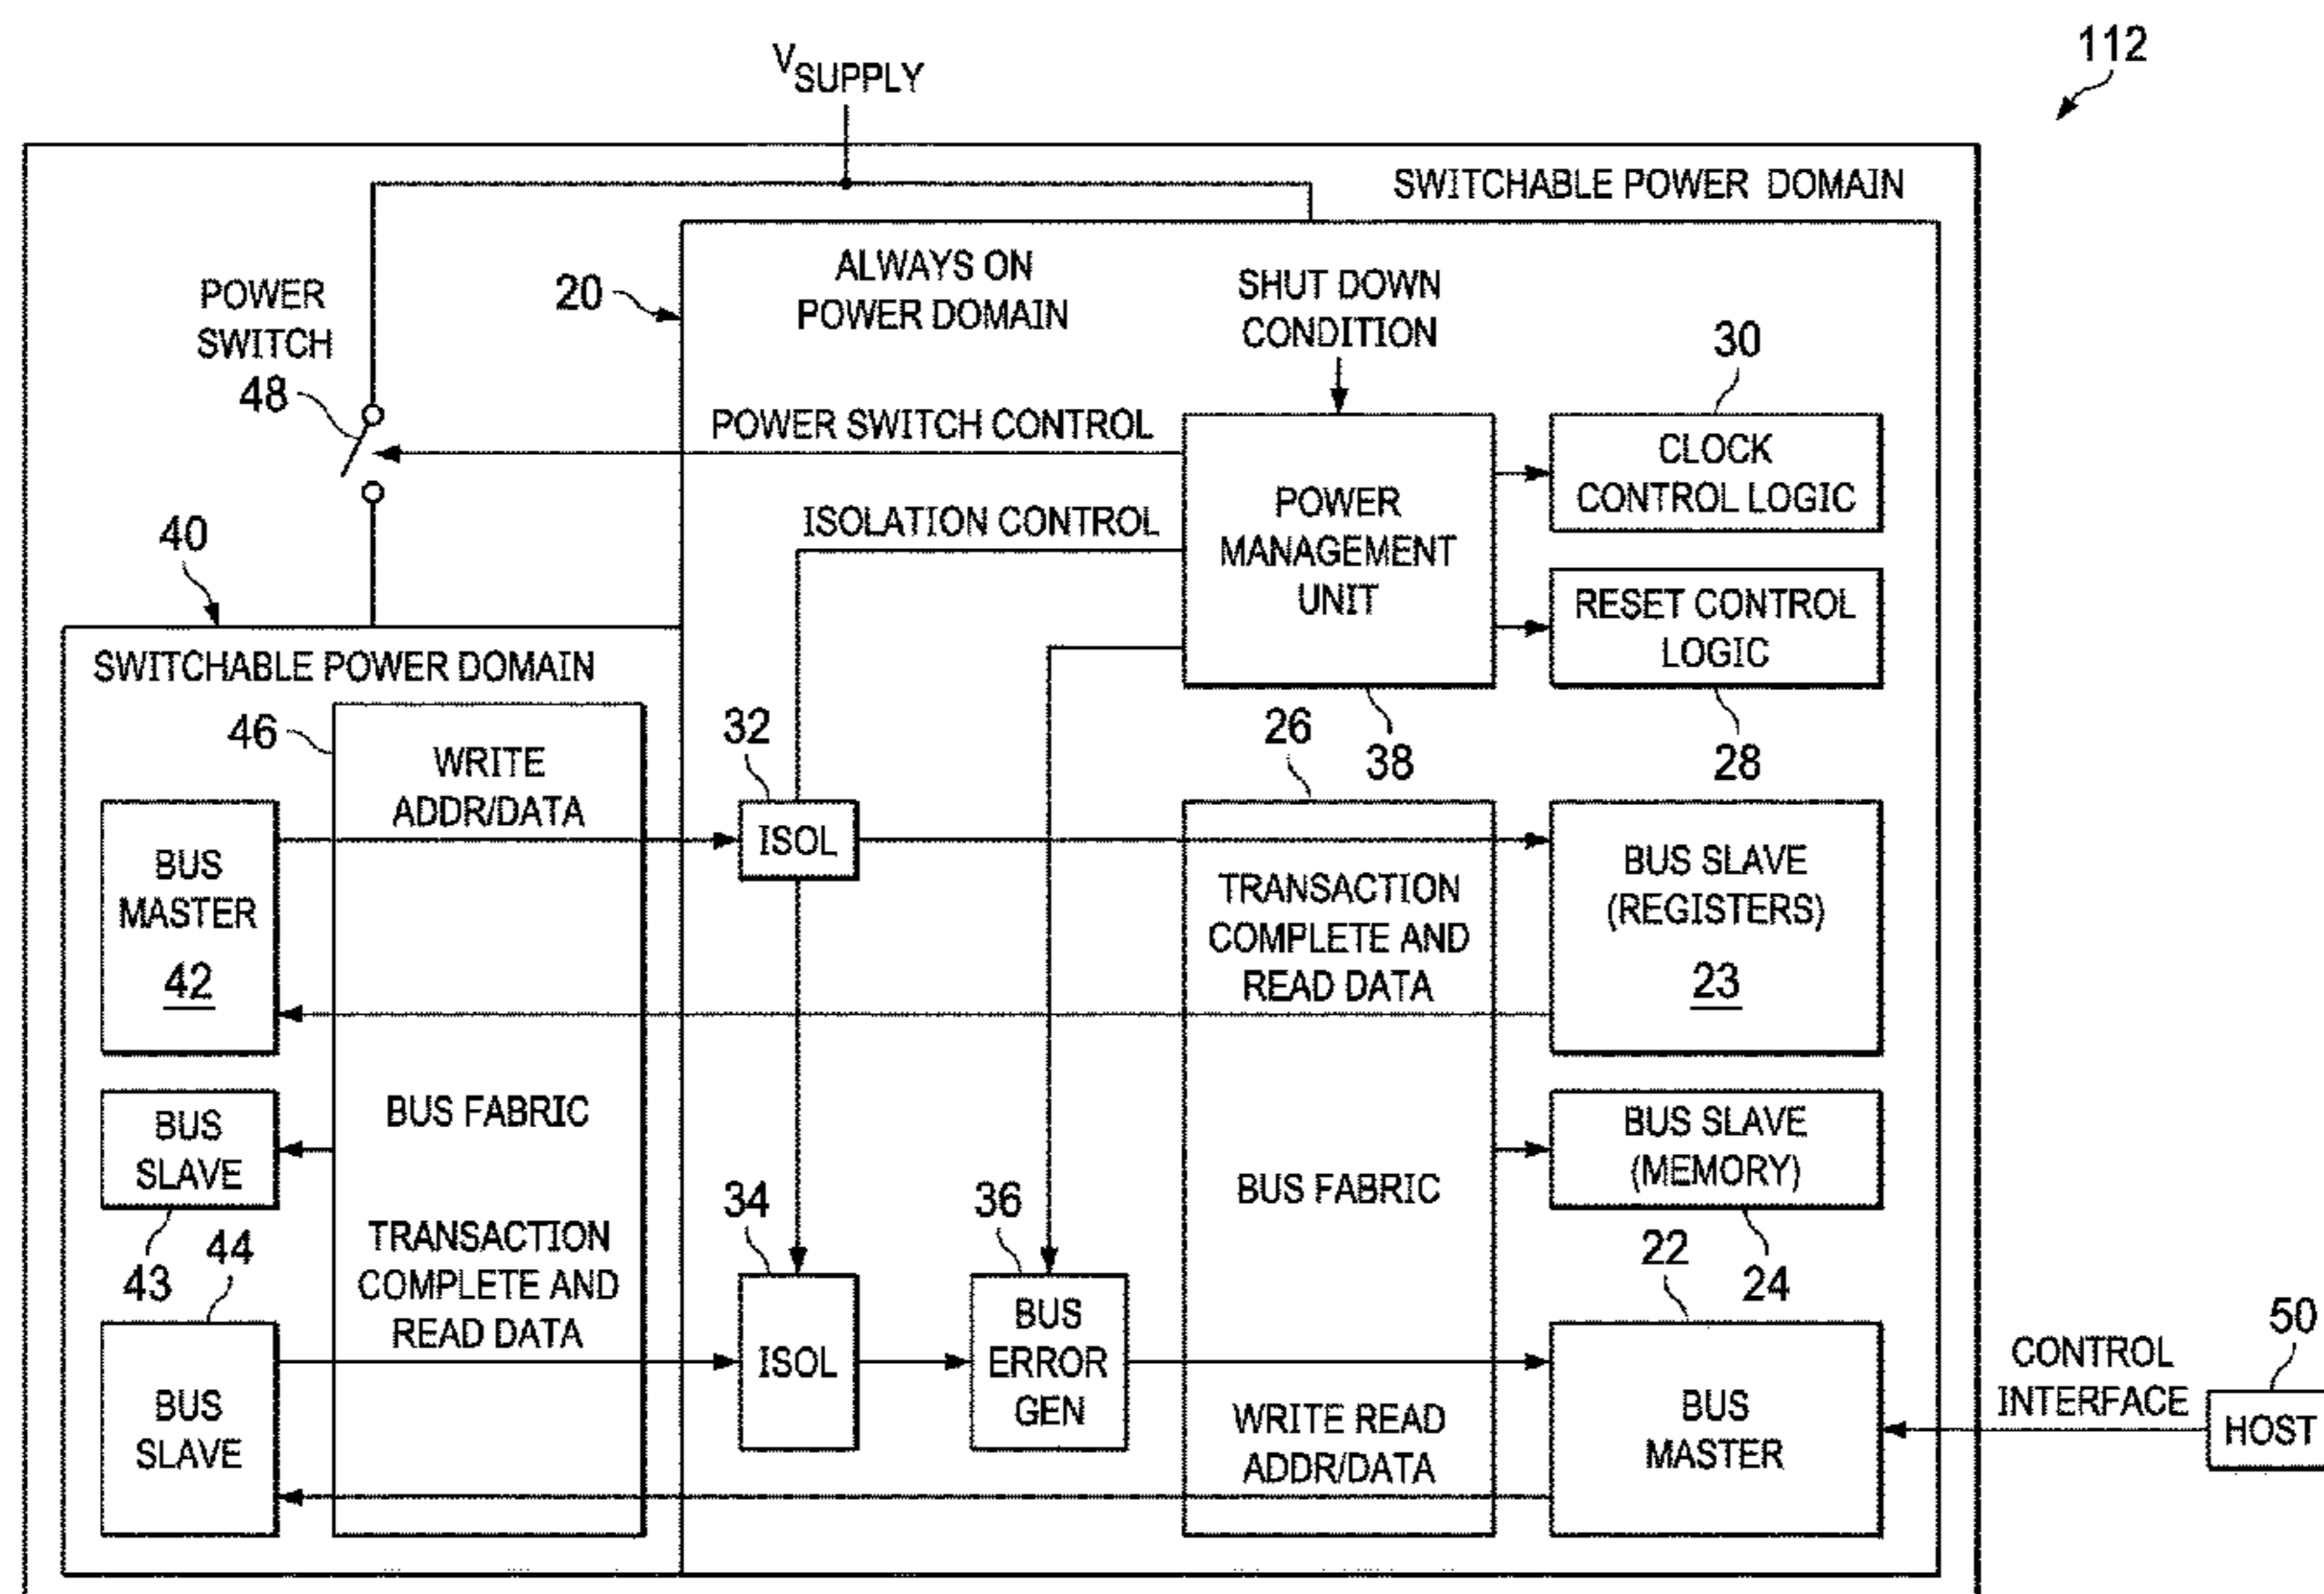 112
VSUPPLY
SWITCHABLE POWER DOMAIN
POWER
SWITCH
48
20
ALWAYS ON
POWER DOMAIN
SHUT DOWN
CONDITION
30
POWER SWITCH CONTROL
CLOCK
CONTROL LOGIC
ISOLATION CONTROL
POWER
MANAGEMENT
UNIT
40
RESET CONTROL
LOGIC
SWITCHABLE POWER DOMAIN
46
32
26
38
28
WRITE
ADDR/DATA
ISOL
BUS
MASTER
42
TRANSACTION
COMPLETE AND
READ DATA
BUS SLAVE
(REGISTERS)
23
BUS
SLAVE
43
BUS FABRIC
BUS SLAVE
(MEMORY)
24
34
36
BUS FABRIC
22
44
TRANSACTION
COMPLETE AND
READ DATA
BUS
SLAVE
ISOL
BUS
ERROR
GEN
WRITE READ
ADDR/DATA
BUS
MASTER
CONTROL
INTERFACE
50
HOST